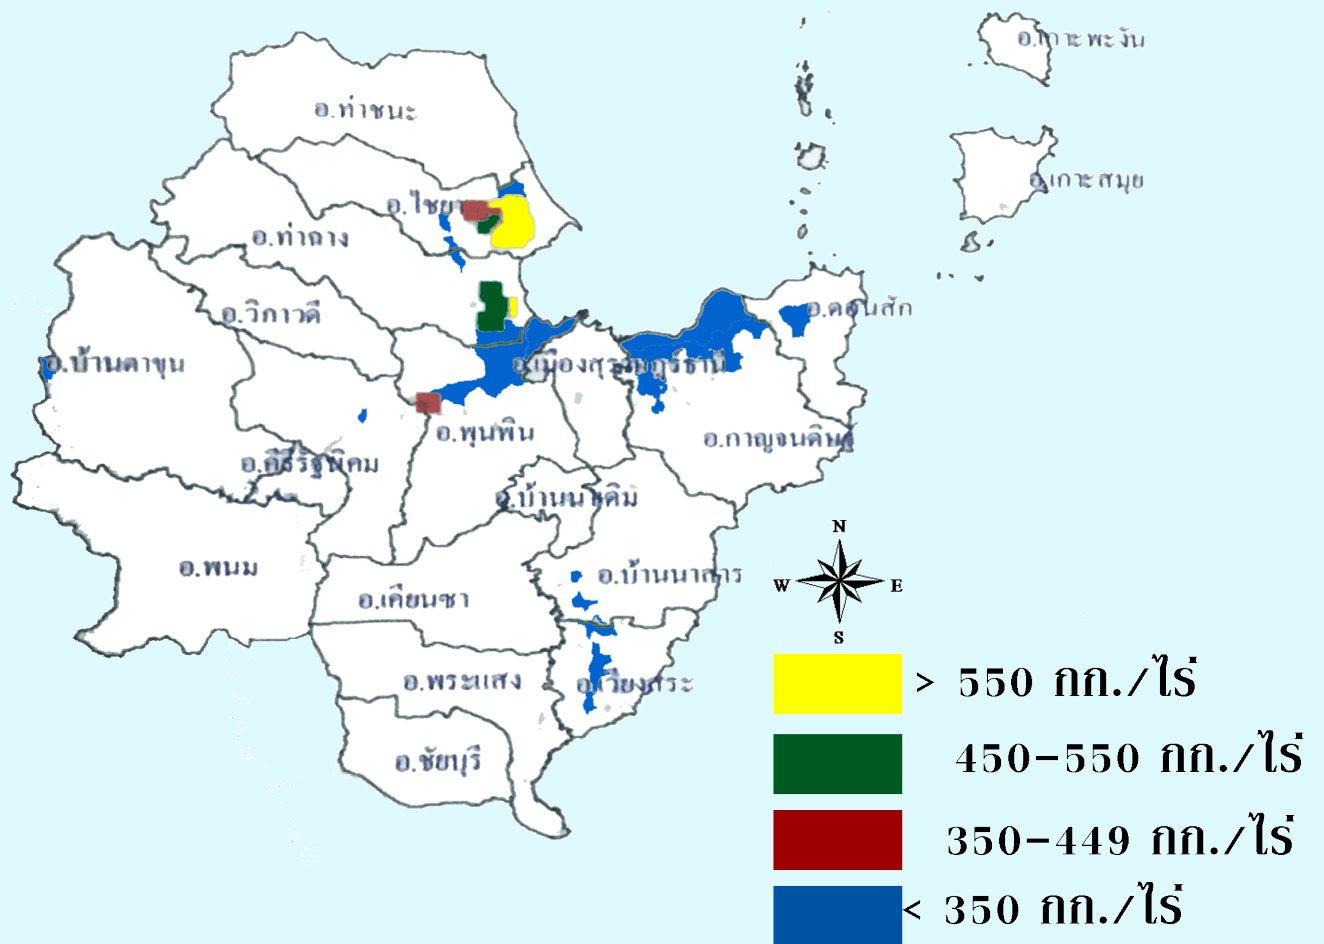 อ.เกาะพะงัน
อ.ท่าชนะ
อ.เกาะสมุย
อ.ไชยา
อ.ท่าฉาง
อ.วิภาวดี
อ.ดอนสัก
อ.บ้านตาขุน
อ.เมืองสุราษฎร์ธานี
อ.พุนพิน
อ.กาญจนดิษฐ์
อ.คีรีรัฐนิคม
อ.บ้านนาเดิม
N
อ.พนม
อ.บ้านนาสาร
W
E
อ.เคียนซา
S
อ.พระแสง
อ.เวียงสระ
> 550 กก./ไร่
อ.ชัยบุรี
450-550 กก./ไร่
350-449 กก./ไร่
< 350 กก./ไร่